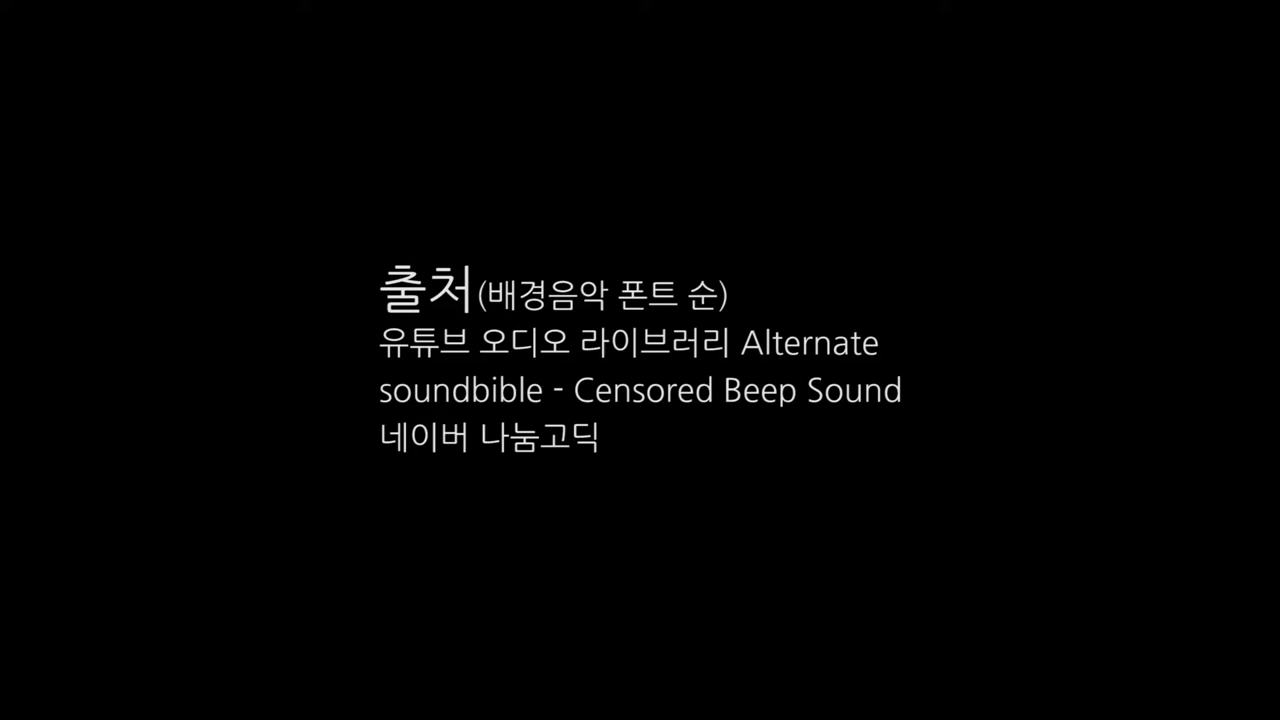 출처(배경음악 폰트 순)
유튜브 오디오 라이브러리 Alternate
soundbible - Censored Beep Sound
네이버 나눔고딕